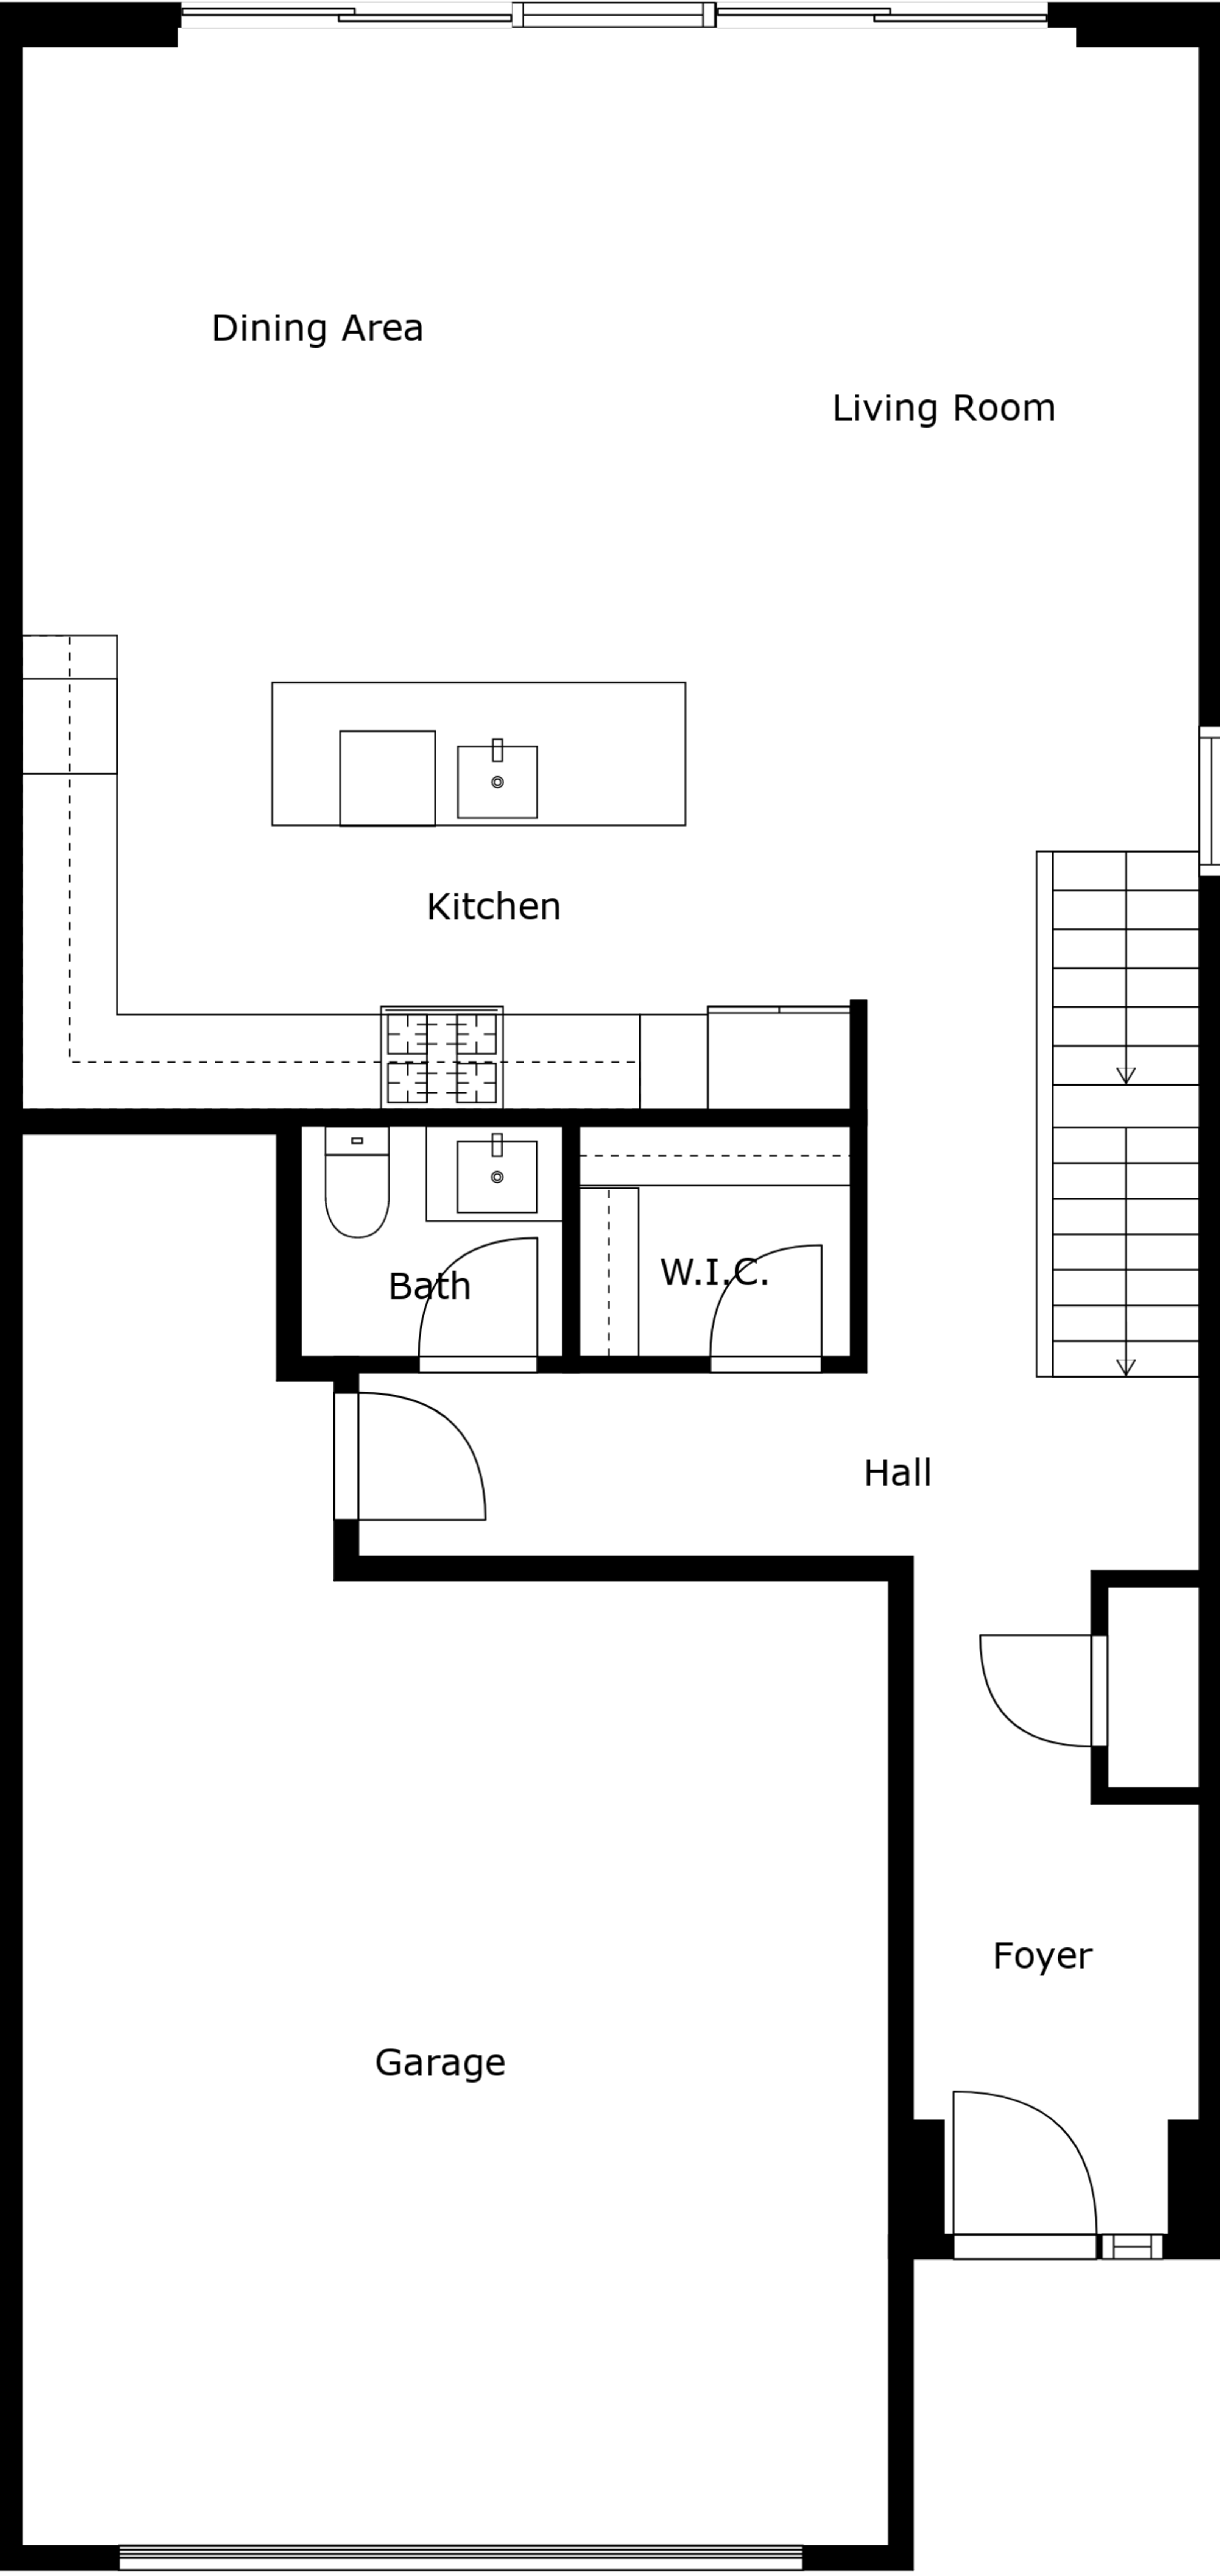 Dining Area
Living Room
Kitchen
Bath
W.I.C.
Hall
Foyer
Garage